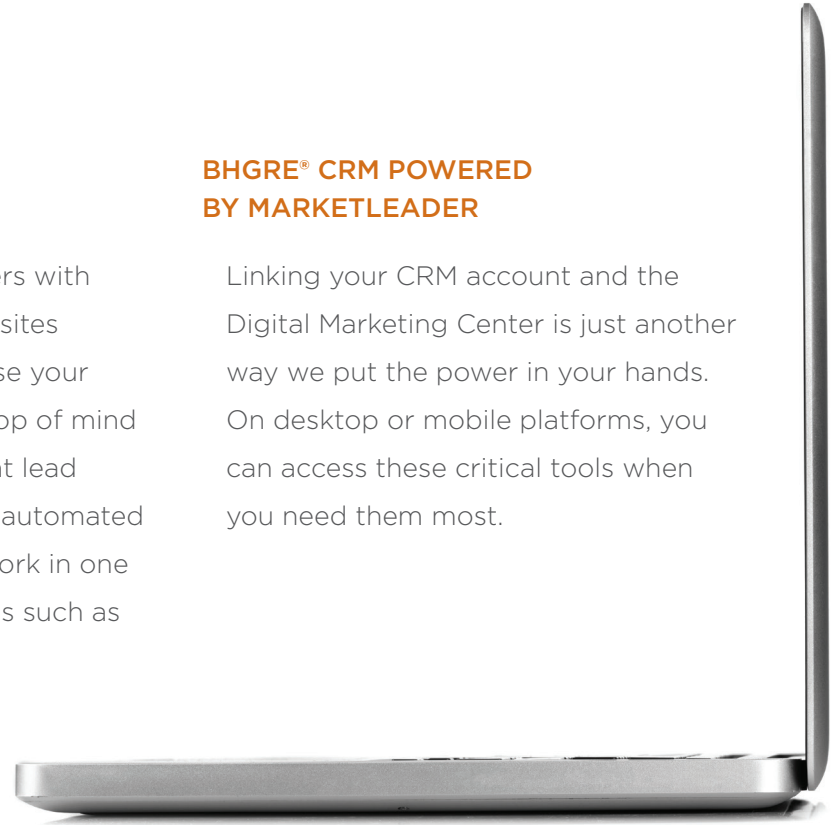 ers with
sites
se your
op of mind
at lead
automated
ork in one
s such as
BHGRE® CRM POWERED
BY MARKETLEADER
Linking your CRM account and the
Digital Marketing Center is just another
way we put the power in your hands.
On desktop or mobile platforms, you
can access these critical tools when
you need them most.